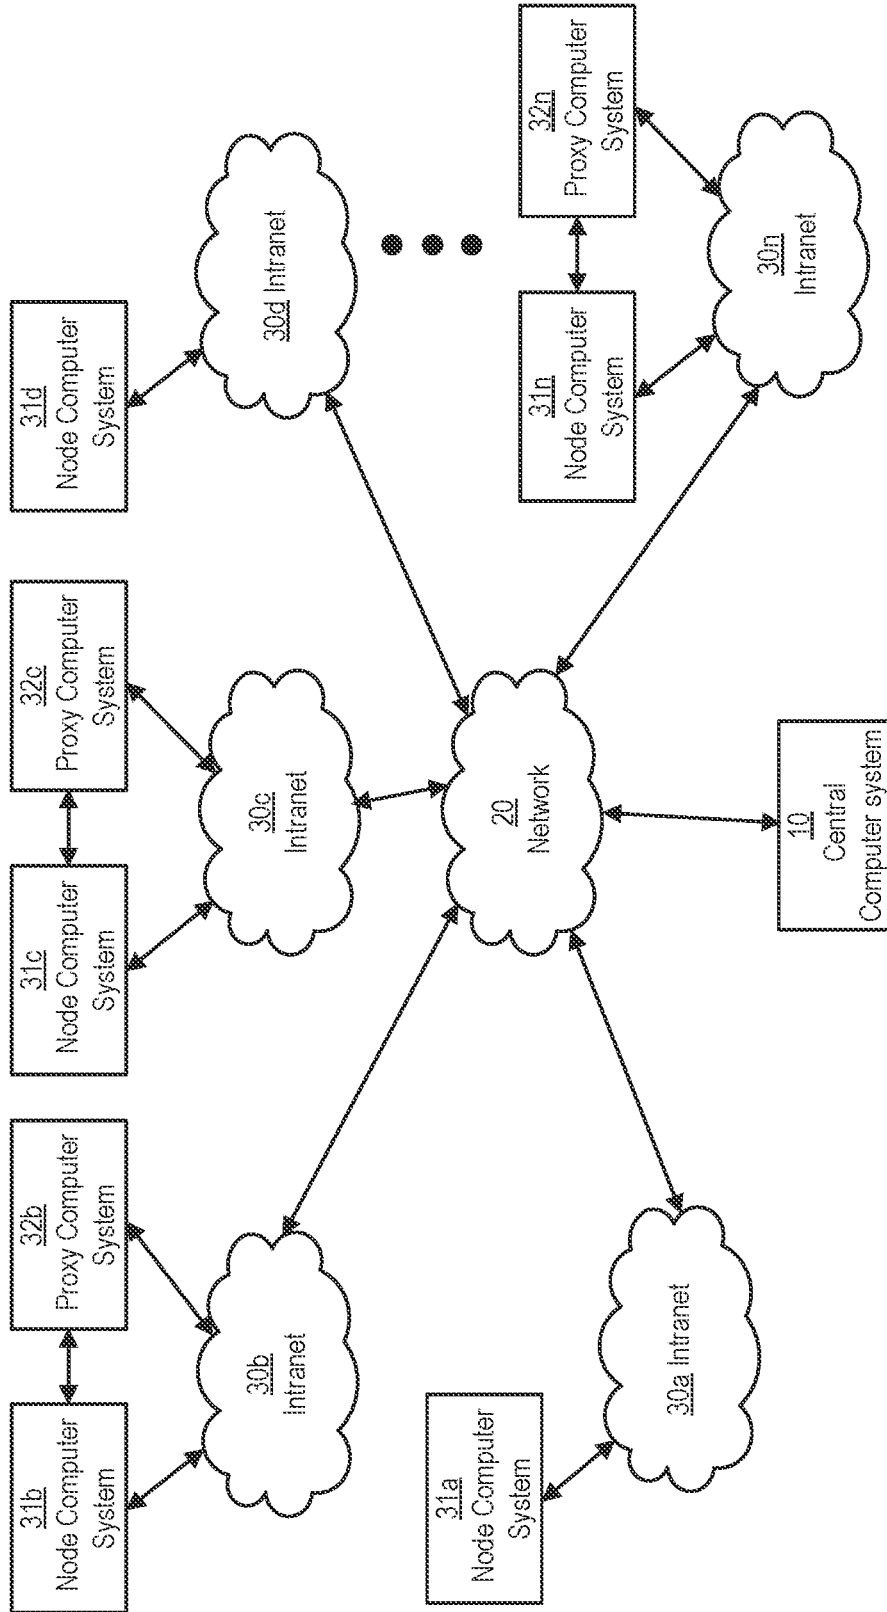 31b
Node Computer
System
32b
Proxy Computer
System
31c
Node Computer
System
32c
Proxy Computer
System
31d
Node Computer
System
30b
Intranet
30c
Intranet
30d Intranet
31a
Node Computer
System
20
Network
31n
Node Computer
System
32n
Proxy Computer
System
30a Intranet
30n
Intranet
10
Central
Computer system